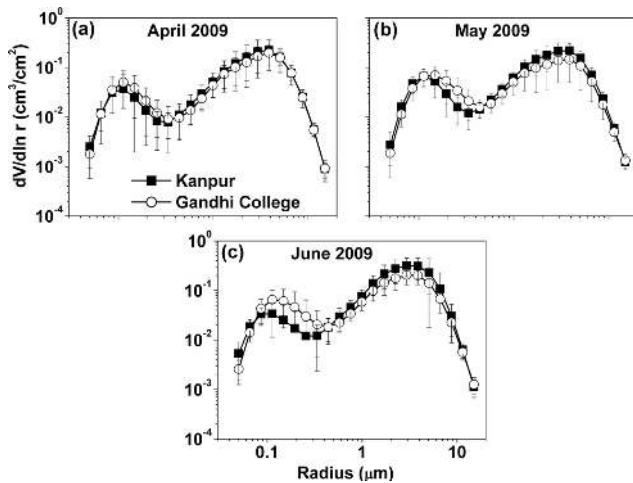 (a) April 2009
(b) May 2009
dV/dln r (cm³/cm²)
10⁰
10⁻¹
10⁻²
10⁻³
10⁻⁴
Kanpur
Gandhi College
(c) June 2009
10⁰
10⁻¹
10⁻²
10⁻³
10⁻⁴
0.1 1 10
Radius (μm)